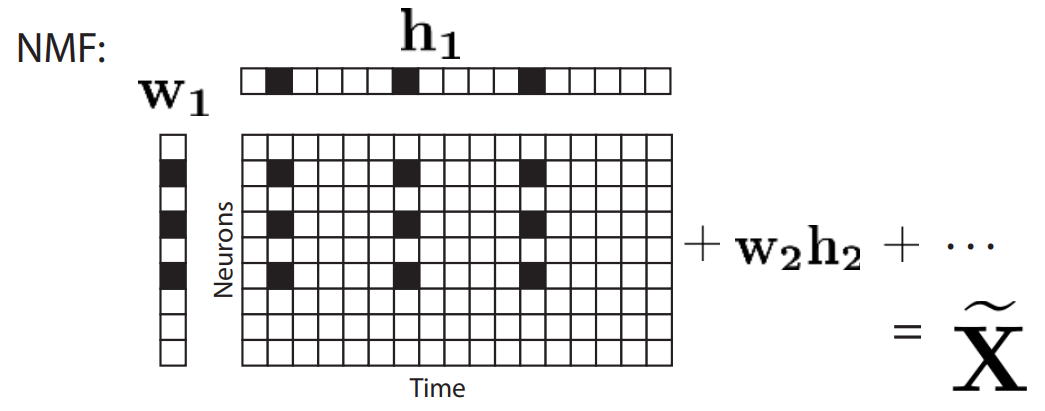 NMF:
h₁
w₁
Neurons
+ w₂h₂ + ···
= X̃
Time